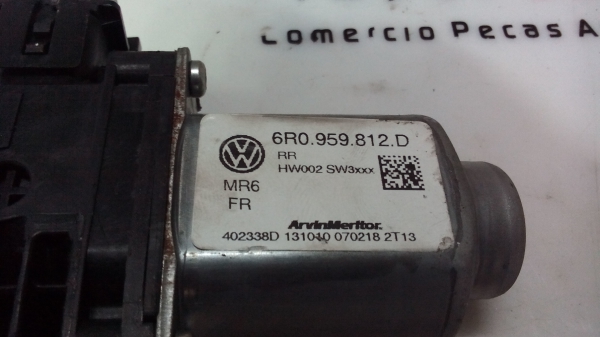 Comercio Pecas A
6R0.959.812.D
RR
HW002 SW3xxx
MR6
FR
ArvinMeritor.
402338D 131010 070218 2T13